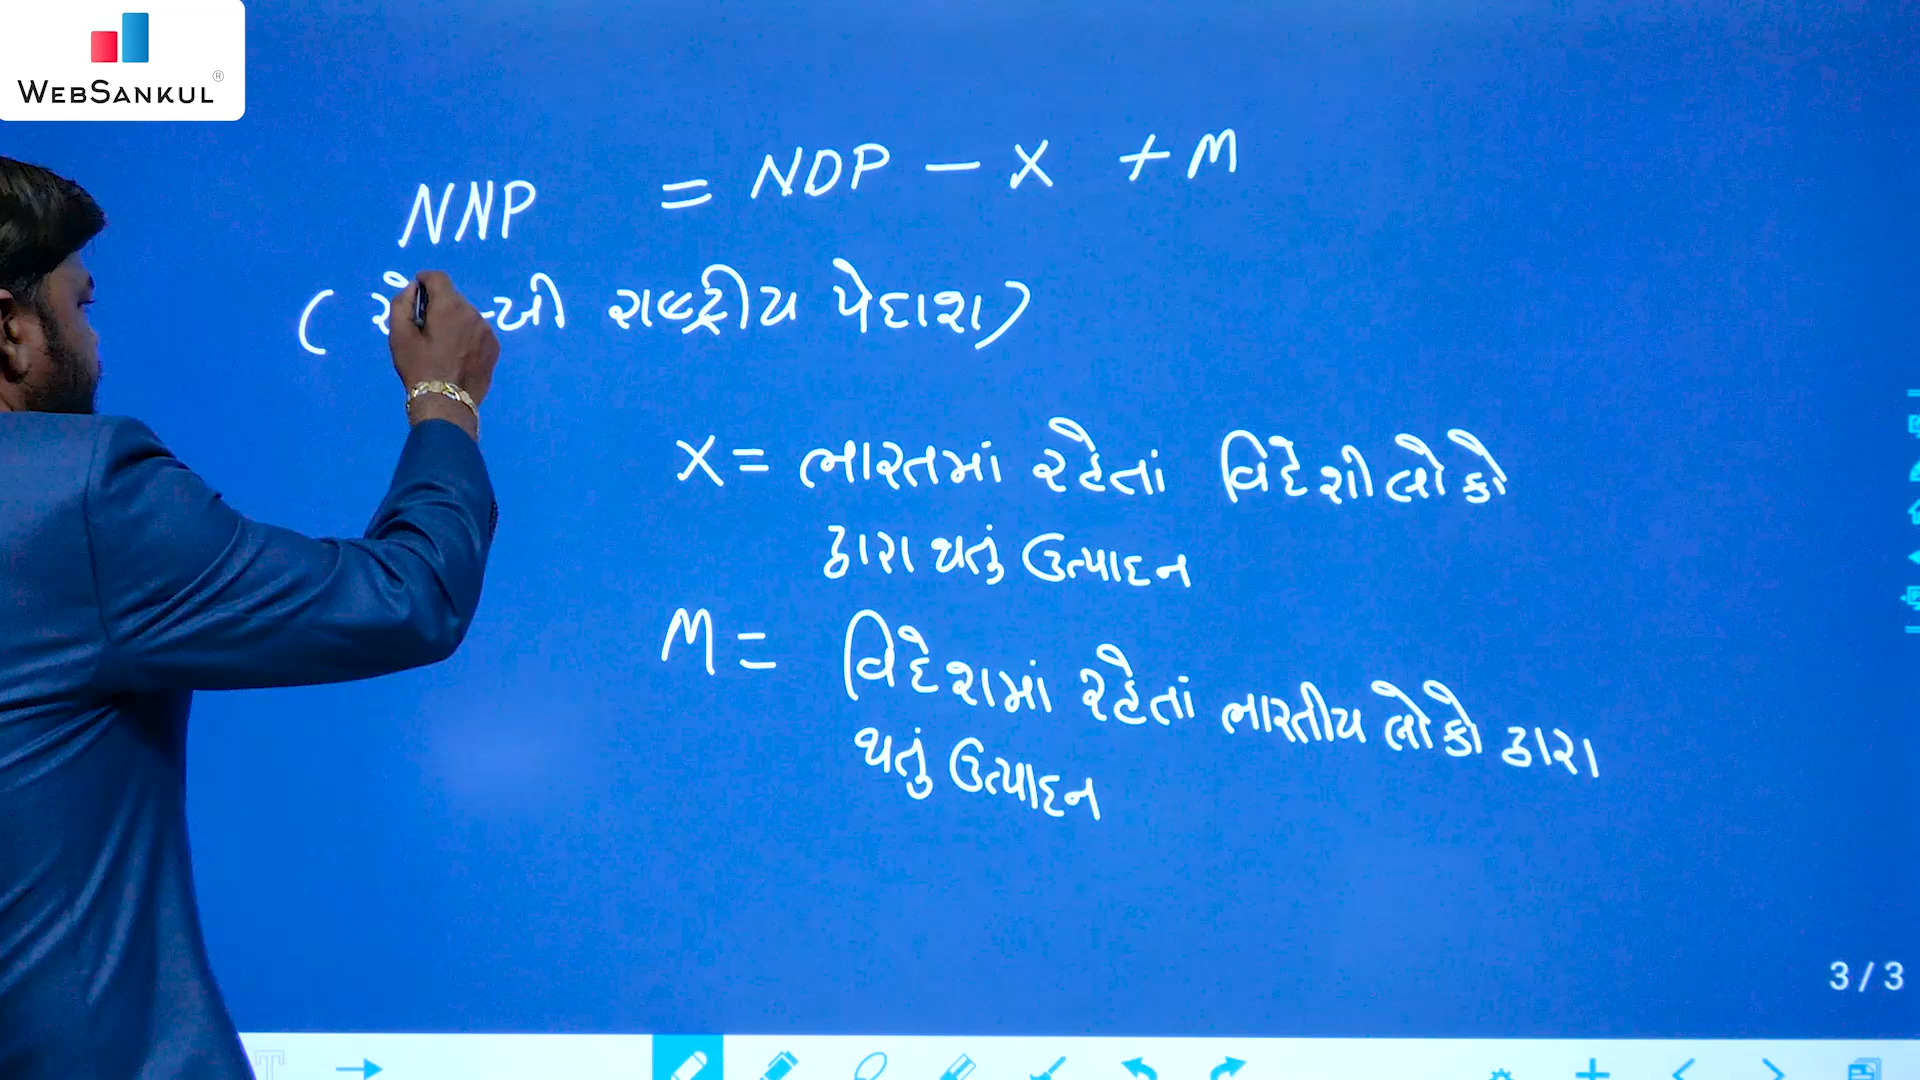 WEBSANKUL®
NNP = NDP - X + M
( રાષ્ટ્રીય પેદાશ)
X = ભારતમાં રહેતાં વિદેશી લોકો
દ્વારા થતું ઉત્પાદન
M = વિદેશમાં રહેતાં ભારતીય લોકો દ્વારા
થતું ઉત્પાદન
3 / 3